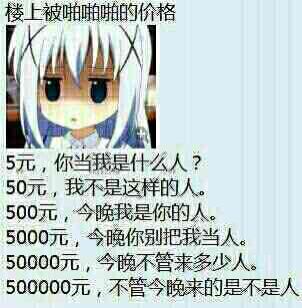 楼上被啪啪啪的价格
5元，你当我是什么人？
50元，我不是这样的人。
500元，今晚我是你的人。
5000元，今晚你别把我当人。
50000元，今晚不管来多少人。
500000元，不管今晚来的是不是人